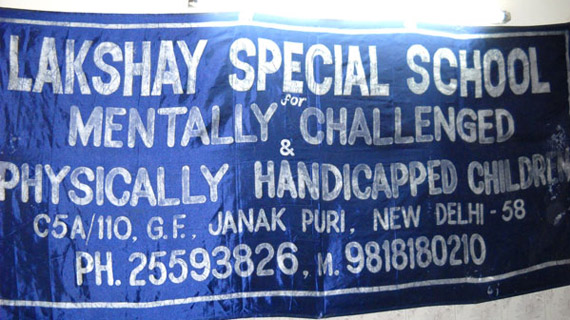 LAKSHAY SPECIAL SCHOOL
for
MENTALLY CHALLENGED
&
PHYSICALLY HANDICAPPED CHILDREN
C5A/110, G.F., JANAK PURI, NEW DELHI-58
PH. 25593826, M. 9818180210